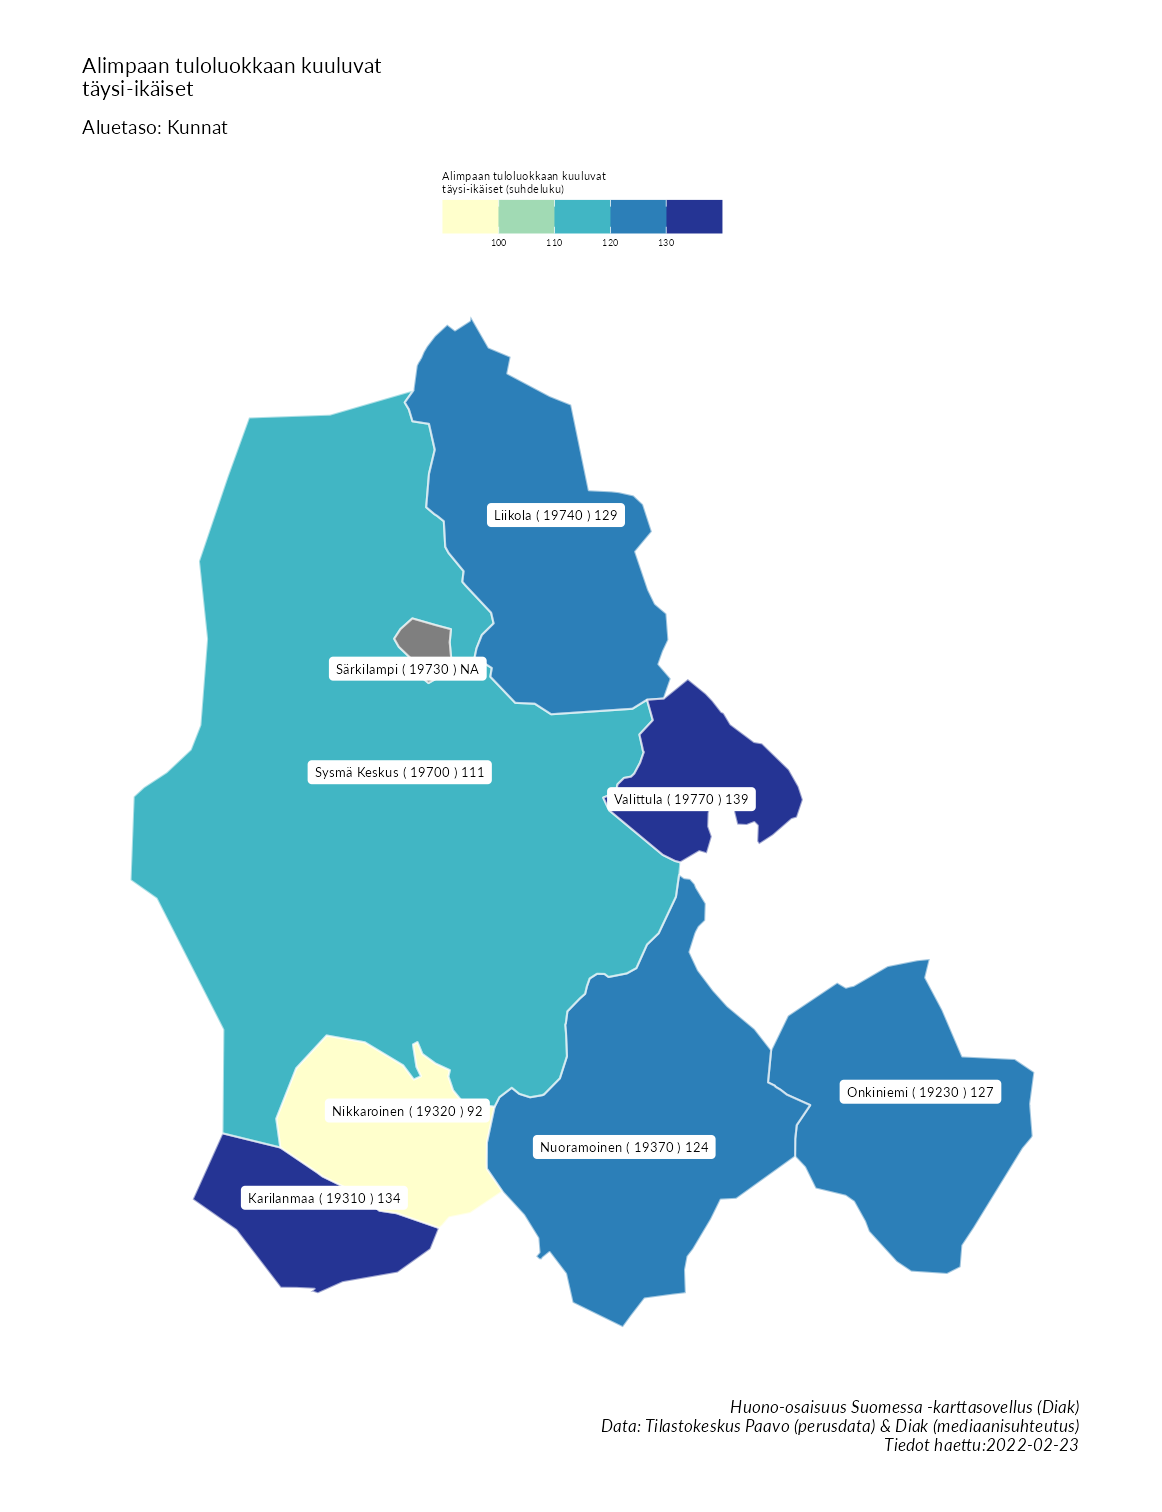 Alimpaan tuloluokkaan kuuluvat
täysi-ikäiset
Aluetaso: Kunnat
Alimpaan tuloluokkaan kuuluvat
täysi-ikäiset (suhdeluku)
100 110 120 130
Liikola ( 19740 ) 129
Särkilampi ( 19730 ) NA
Sysmä Keskus ( 19700 ) 111
Valittula ( 19770 ) 139
Onkiniemi ( 19230 ) 127
Nikkaroinen ( 19320 ) 92
Nuoramoinen ( 19370 ) 124
Karilanmaa ( 19310 ) 134
Huono-osaisuus Suomessa -karttasovellus (Diak)
Data: Tilastokeskus Paavo (perusdata) & Diak (mediaanisuhteutus)
Tiedot haettu:2022-02-23